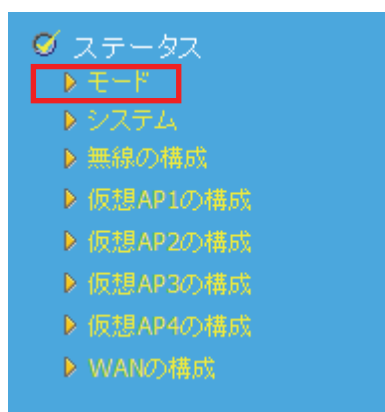 ステータス
モード
システム
無線の構成
仮想AP1の構成
仮想AP2の構成
仮想AP3の構成
仮想AP4の構成
WANの構成